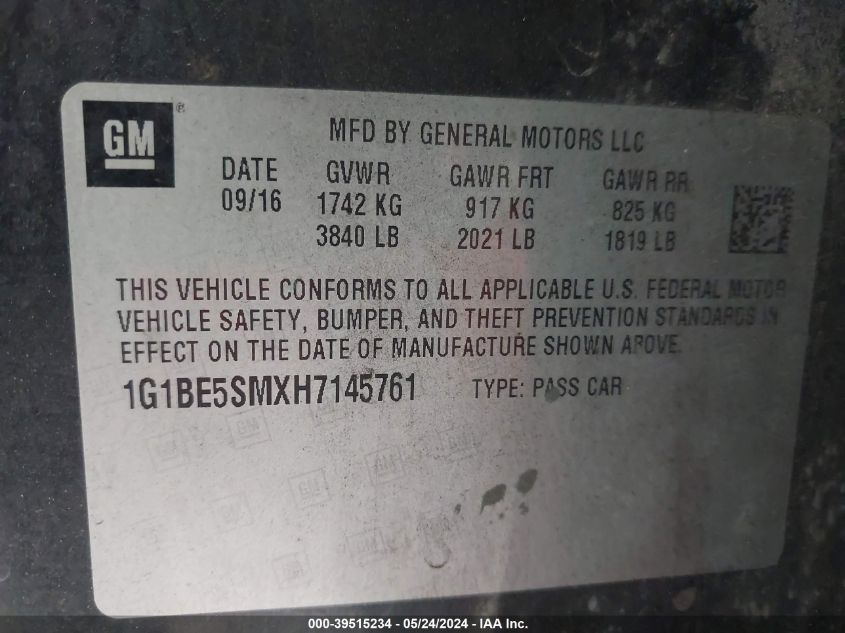 GM®
MFD BY GENERAL MOTORS LLC
DATE GVWR GAWR FRT GAWR RR
09/16 1742 KG 917 KG 825 KG
3840 LB 2021 LB 1819 LB
THIS VEHICLE CONFORMS TO ALL APPLICABLE U.S. FEDERAL MOTOR
VEHICLE SAFETY, BUMPER, AND THEFT PREVENTION STANDARDS IN
EFFECT ON THE DATE OF MANUFACTURE SHOWN ABOVE.
1G1BE5SMXH7145761 TYPE: PASS CAR
000-39515234 - 05/24/2024 - IAA Inc.